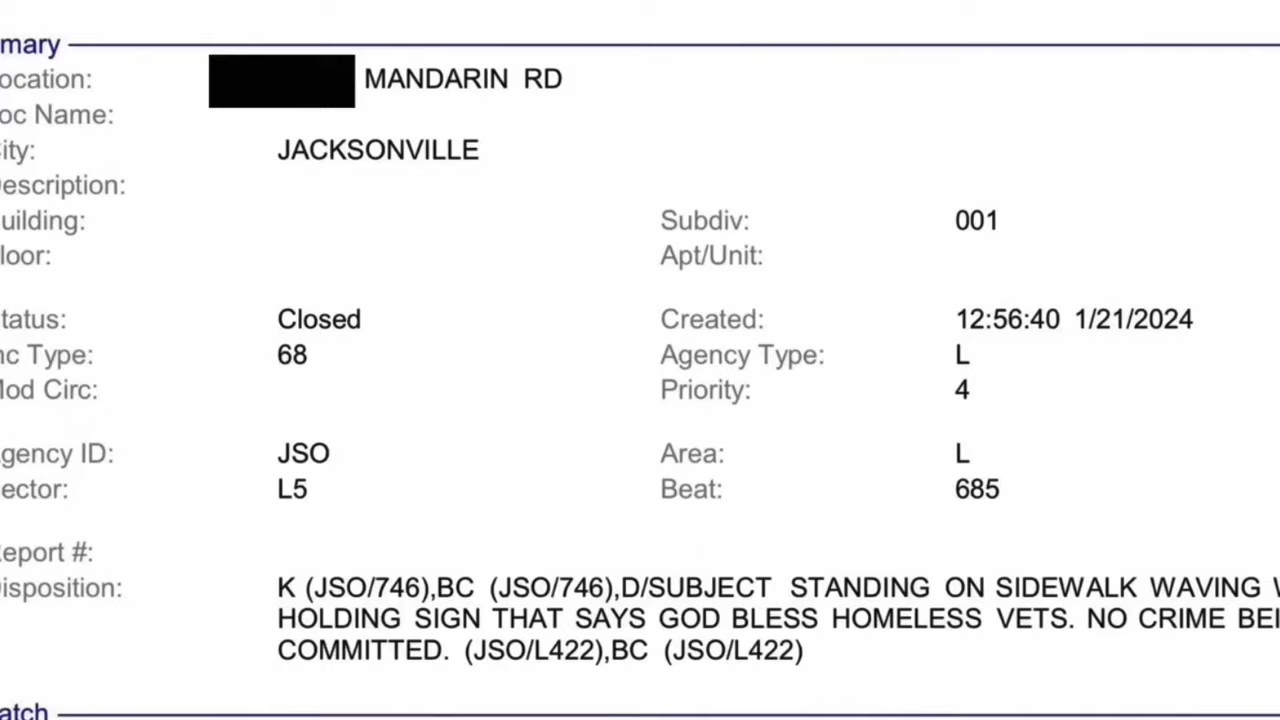 mary
ocation: MANDARIN RD
oc Name:
ity: JACKSONVILLE
escription:
uilding: Subdiv: 001
loor: Apt/Unit:
tatus: Closed Created: 12:56:40 1/21/2024
nc Type: 68 Agency Type: L
Mod Circ: Priority: 4
gency ID: JSO Area: L
ector: L5 Beat: 685
Report #:
isposition: K (JSO/746),BC (JSO/746),D/SUBJECT STANDING ON SIDEWALK WAVING
HOLDING SIGN THAT SAYS GOD BLESS HOMELESS VETS. NO CRIME BEI
COMMITTED. (JSO/L422),BC (JSO/L422)
atch